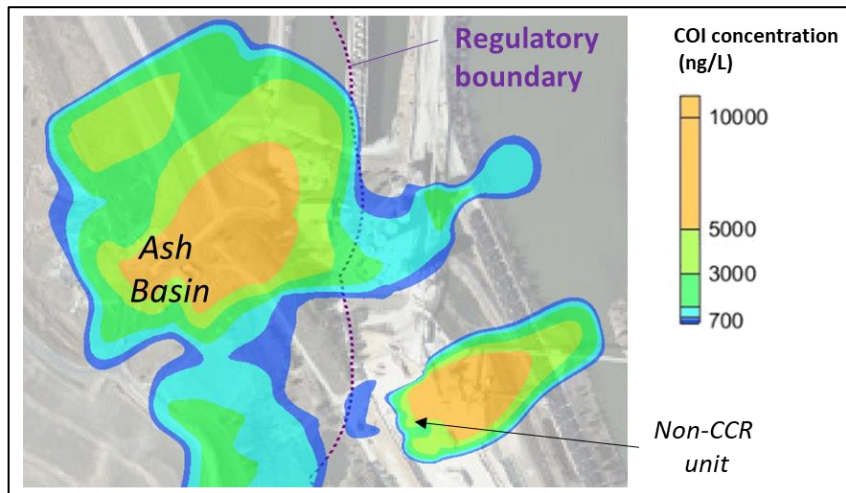 Regulatory
boundary
COI concentration
(ng/L)
10000
5000
3000
700
Ash
Basin
Non-CCR
unit